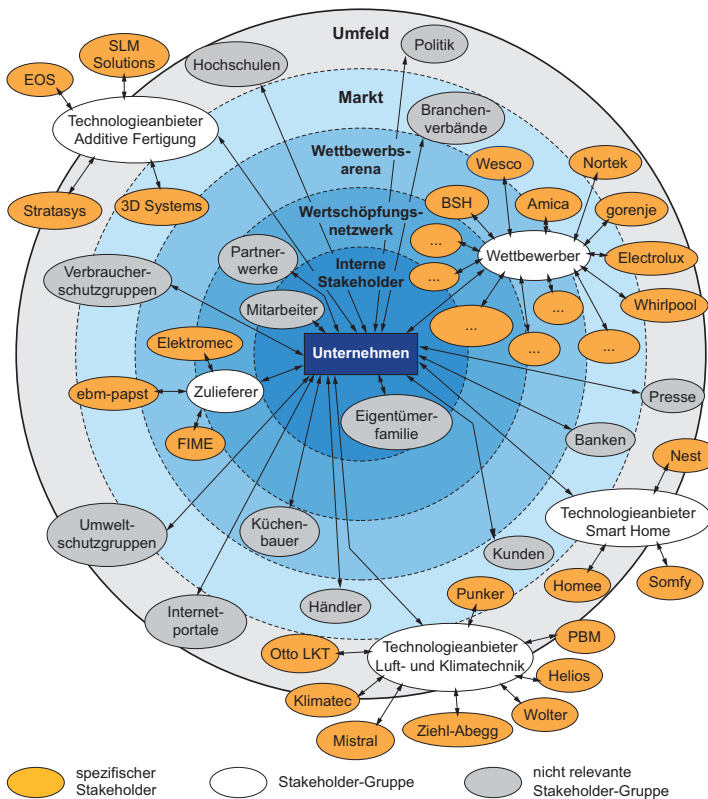 Umfeld
Politik
SLM
Solutions
Hochschulen
EOS
Markt
Technologieanbieter
Additive Fertigung
Branchen-
verbände
Wettbewerbs-
arena
Wesco
Nortek
Stratasys
3D Systems
BSH
Amica
gorjene
Wertschöpfungs-
netzwerk
...
Wettbewerber
Electrolux
Partner-
werke
Interne
Stakeholder
...
Verbraucher-
schutzgruppen
Mitarbeiter
...
...
Whirlpool
Elektromec
Unternehmen
...
...
ebm-papst
Zulieferer
Presse
Eigentümer-
familie
FIME
Banken
Nest
Umwelt-
schutzgruppen
Küchen-
bauer
Technologieanbieter
Smart Home
Kunden
Homee
Somfy
Internet-
portale
Händler
Punker
PBM
Otto LKT
Technologieanbieter
Luft- und Klimatechnik
Helios
Klimatec
Wolter
Mistral
Ziehl-Abegg
spezifischer
Stakeholder
Stakeholder-Gruppe
nicht relevante
Stakeholder-Gruppe